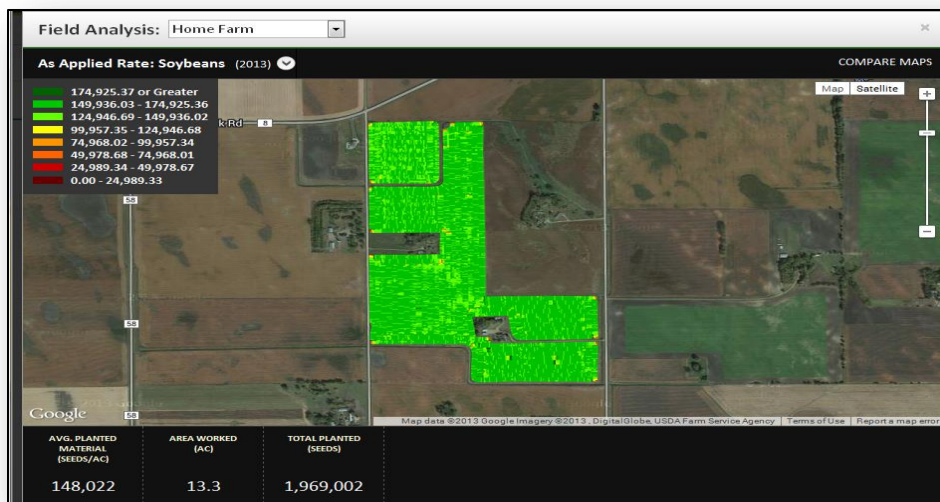 Field Analysis: Home Farm
As Applied Rate: Soybeans (2013)
COMPARE MAPS
174,925.37 or Greater
149,936.03 - 174,925.36
124,946.69 - 149,936.02
99,957.35 - 124,946.68
74,968.02 - 99,957.34
49,978.68 - 74,968.01
24,989.34 - 49,978.67
0.00 - 24,989.33
Map Satellite
k Rd 8
58
58
58
Google
Map data ©2013 Google Imagery ©2013 , DigitalGlobe, USDA Farm Service Agency Terms of Use Report a map error
AVG. PLANTED
MATERIAL
(SEEDS/AC)
148,022
AREA WORKED
(AC)
13.3
TOTAL PLANTED
(SEEDS)
1,969,002